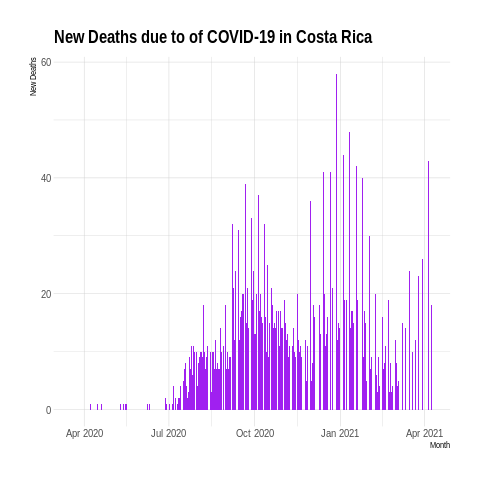 New Deaths due to of COVID-19 in Costa Rica
New Deaths
60
40
20
0
Apr 2020 Jul 2020 Oct 2020 Jan 2021 Apr 2021
Month